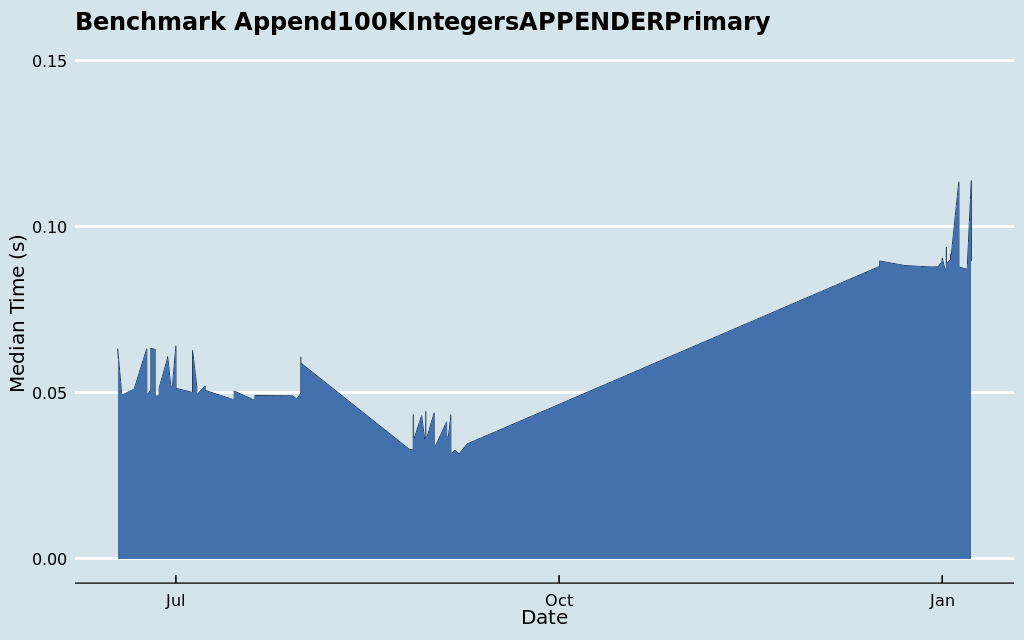 Benchmark Append100KIntegersAPPENDERPrimary
0.15
0.10
0.05
0.00
Median Time (s)
Jul
Oct
Jan
Date